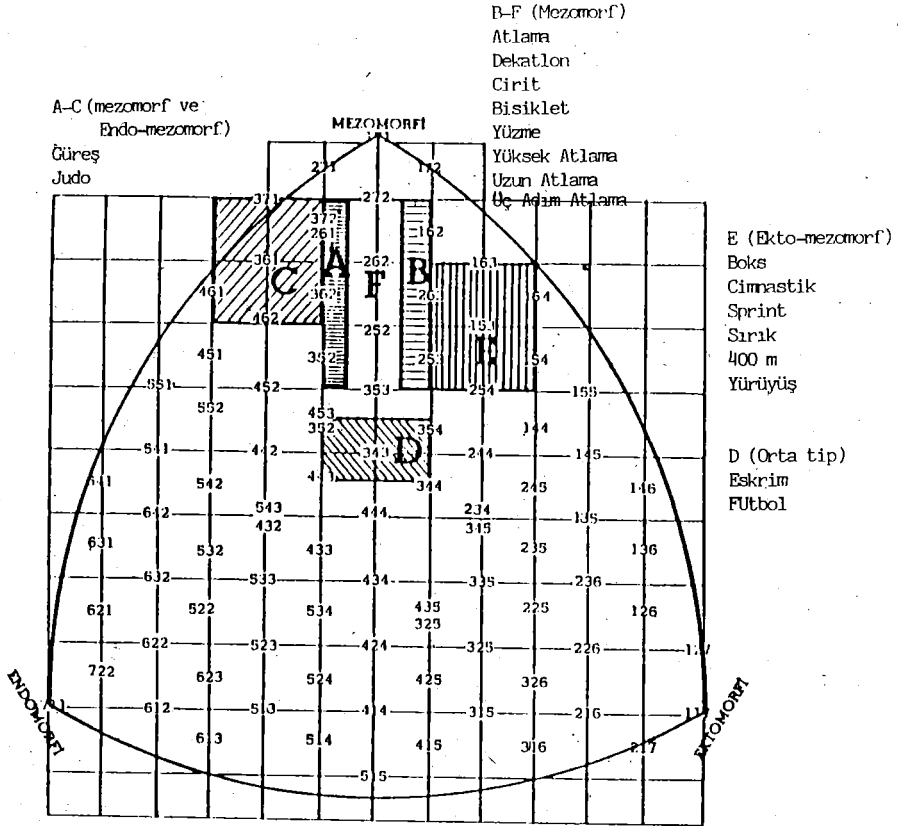 B-F (Mezomorf)
Atlama
Dekatlon
Cirit
Bisiklet
Yüzme
Yüksek Atlama
Uzun Atlama
Üç Adım Atlama
A-C (mezomorf ve
Endo-mezomorf)
Güreş
Judo
MEZOMORFİ
E (Ekto-mezomorf)
Boks
Cimnastik
Sprint
Sırık
400 m
Yürüyüş
D (Orta tip)
Eskrim
FUtbol
271 172
371 272
372
261 162
361 262 163
A B C F
461 362 263 64
462 252 153
E
451 352 253 54
551 452 353 254 155
552 453
352 354 144
541 442 343 D 244 145
641 542 443 344 245 146
642 543 444 234 135
432 345
631 532 433 235 136
632 533 434 335 236
621 522 534 435 225 126
325
622 523 424 325 226 127
722 623 524 425 326
612 513 414 315 216 117
613 514 415 316 217
515
ENDOMORFİ
EKTOMORFİ